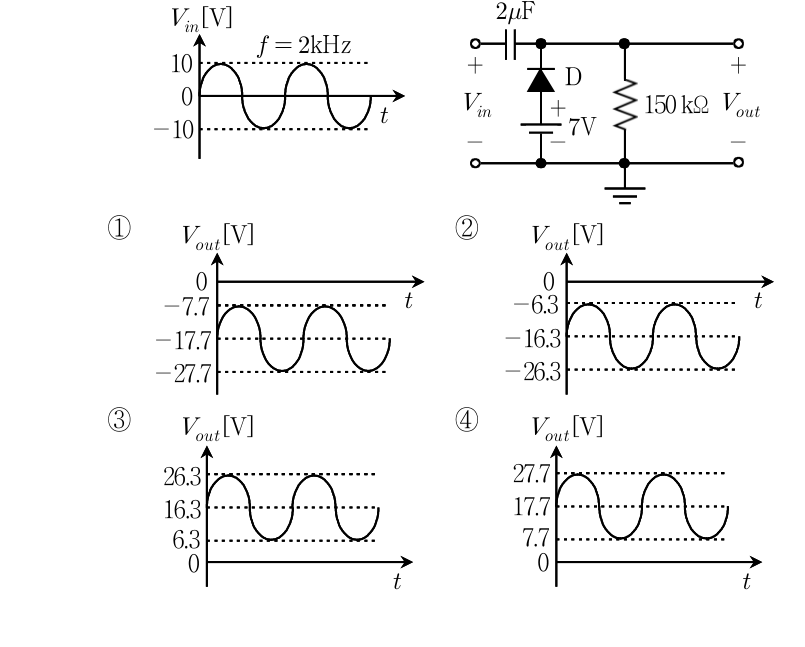 V_in[V]
f = 2kHz
10
0
−10
t
2μF
+
D
+
V_in
+
7V
150 kΩ
V_out
−
−
−
①
V_out[V]
0
−7.7
−17.7
−27.7
t
②
V_out[V]
0
−6.3
−16.3
−26.3
t
③
V_out[V]
26.3
16.3
6.3
0
t
④
V_out[V]
27.7
17.7
7.7
0
t